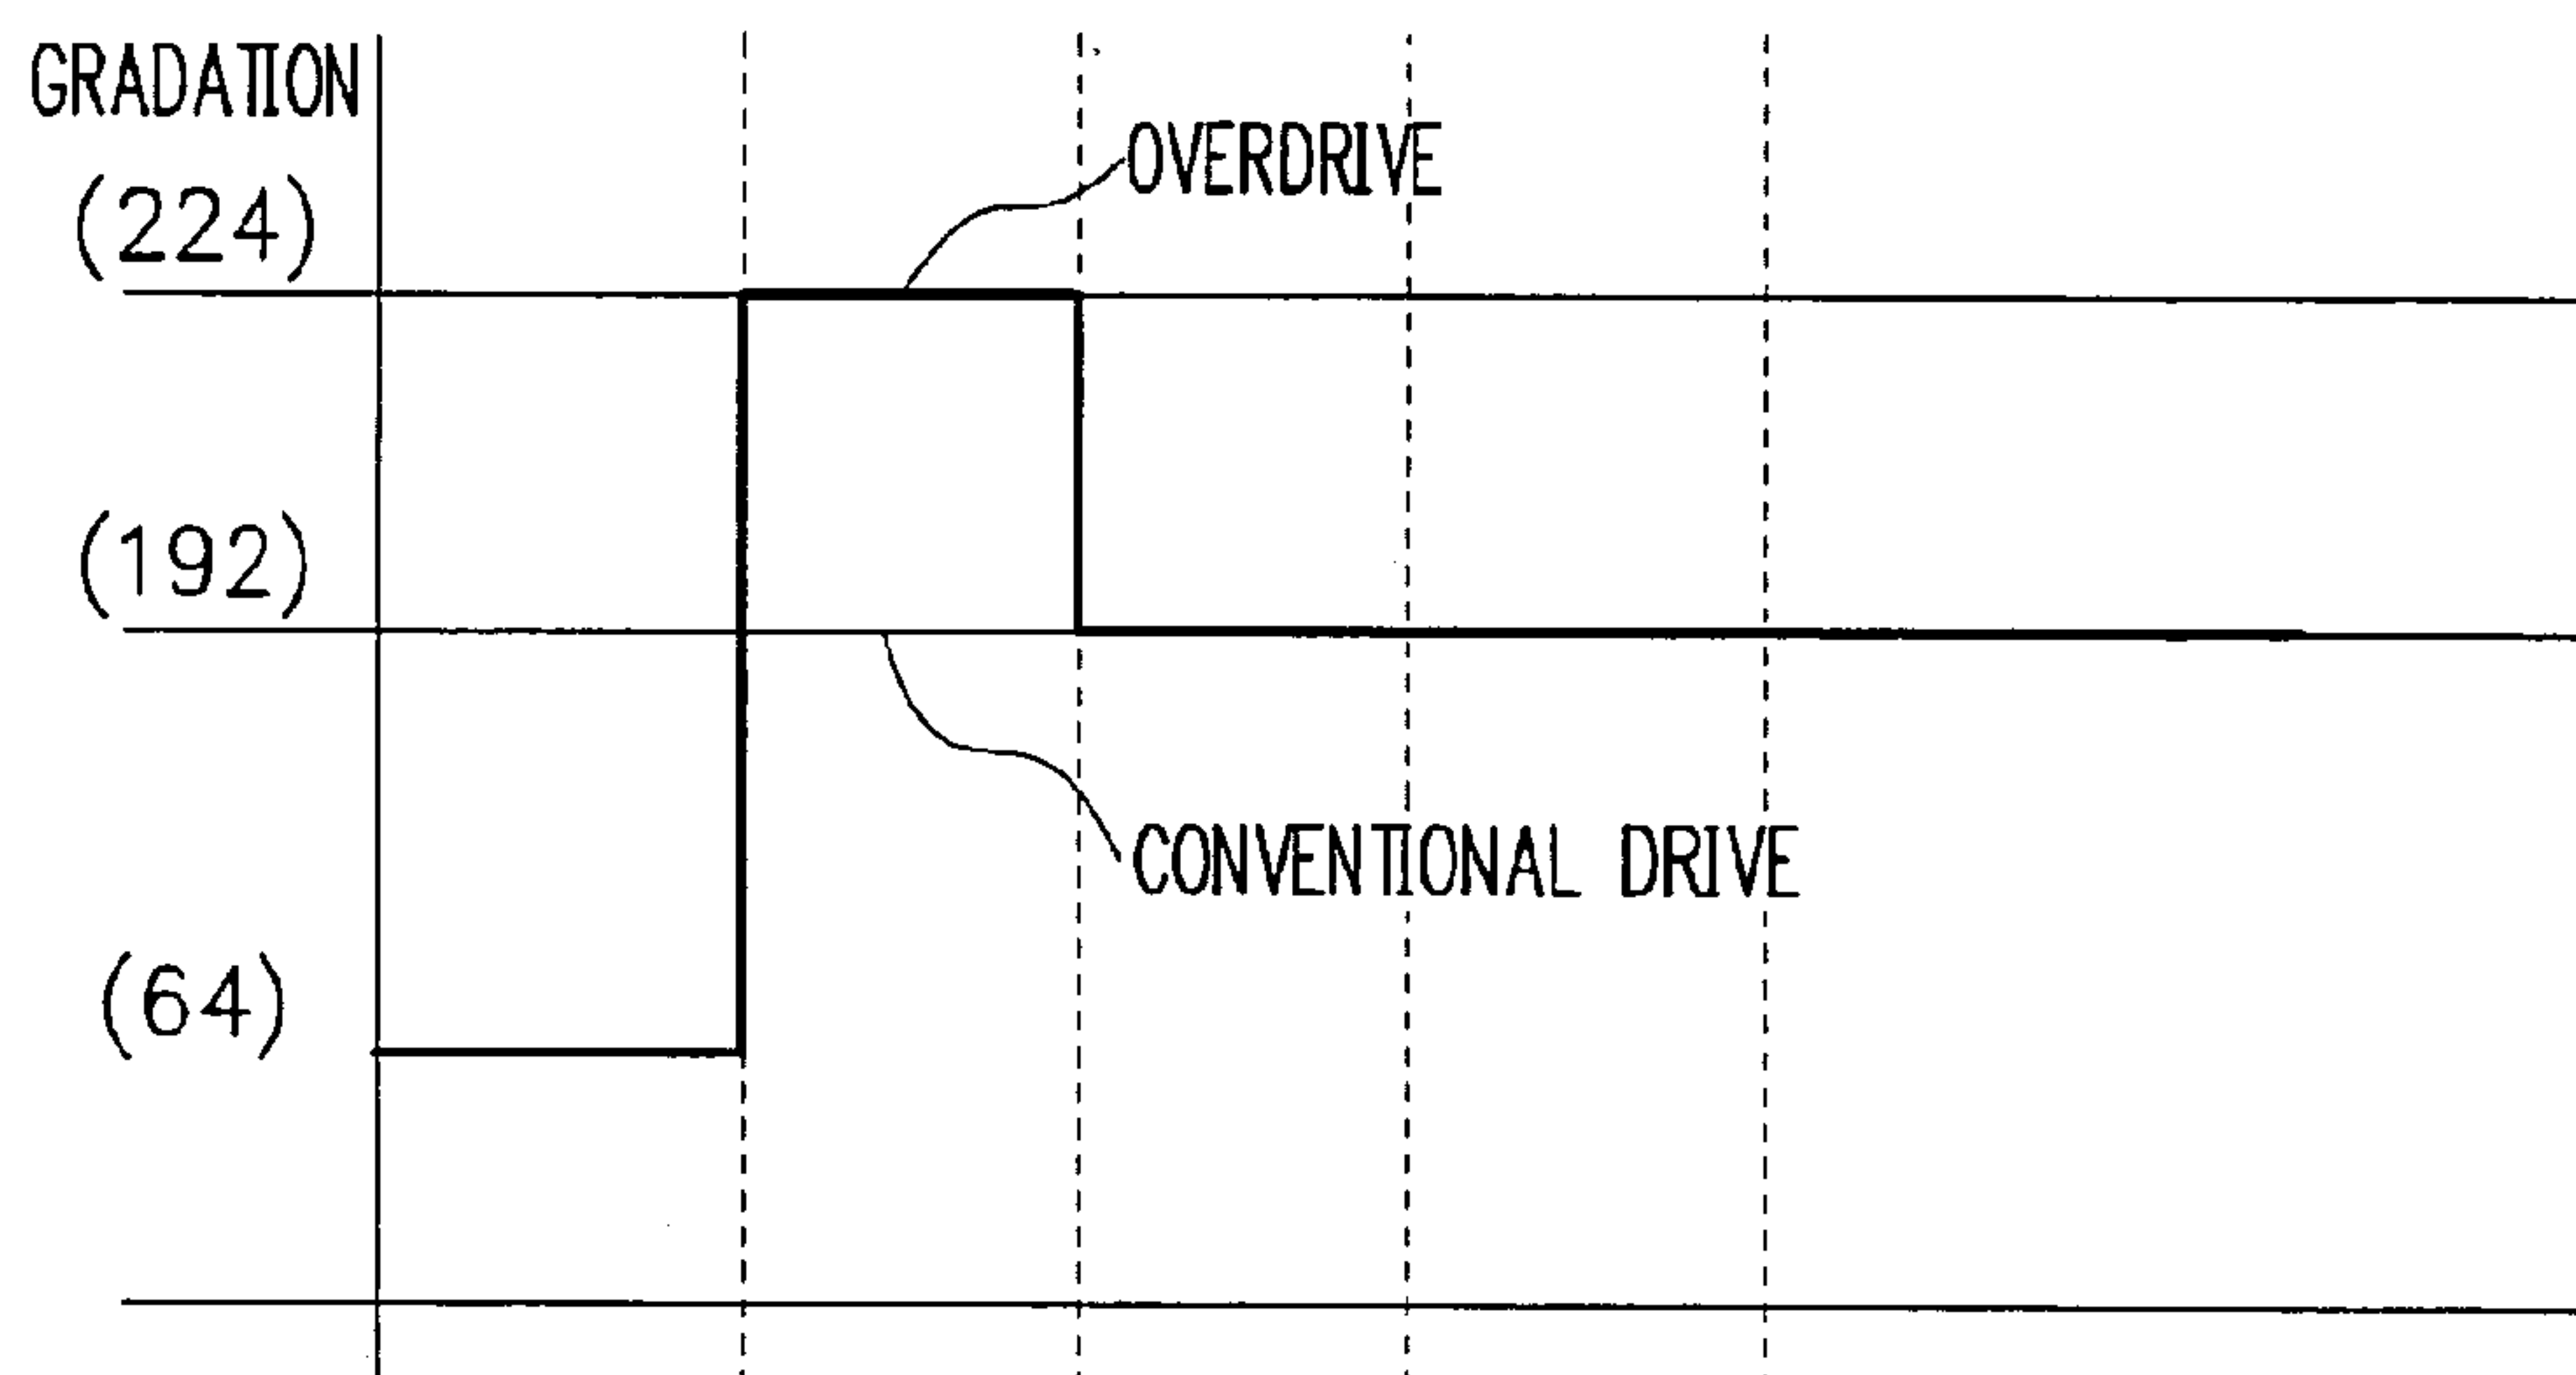 GRADATION
(224)
OVERDRIVE
(192)
CONVENTIONAL DRIVE
(64)